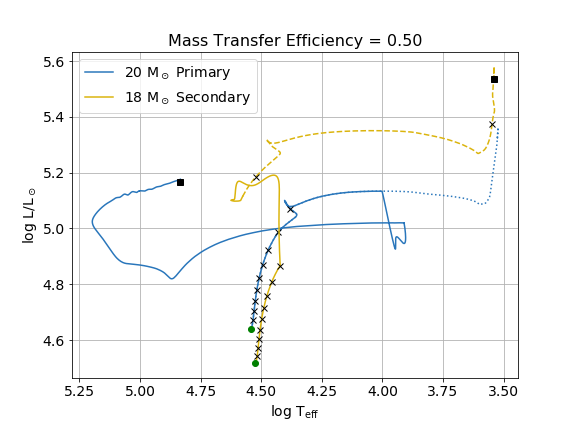 Mass Transfer Efficiency = 0.50
20 M⊙ Primary
18 M⊙ Secondary
log L/L⊙
5.6
5.4
5.2
5.0
4.8
4.6
5.25 5.00 4.75 4.50 4.25 4.00 3.75 3.50
log Teff